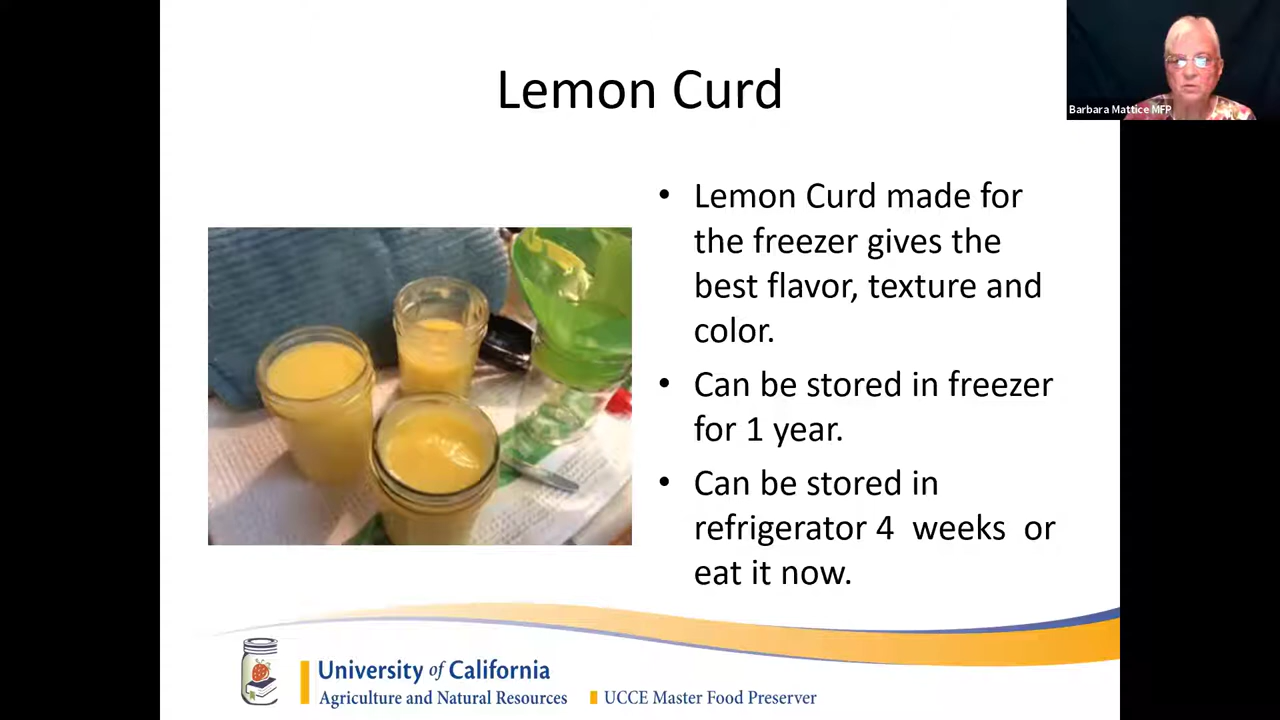 Lemon Curd
Barbara Mattice MFP
• Lemon Curd made for
the freezer gives the
best flavor, texture and
color.
• Can be stored in freezer
for 1 year.
• Can be stored in
refrigerator 4 weeks or
eat it now.
University of California
Agriculture and Natural Resources
UCCE Master Food Preserver